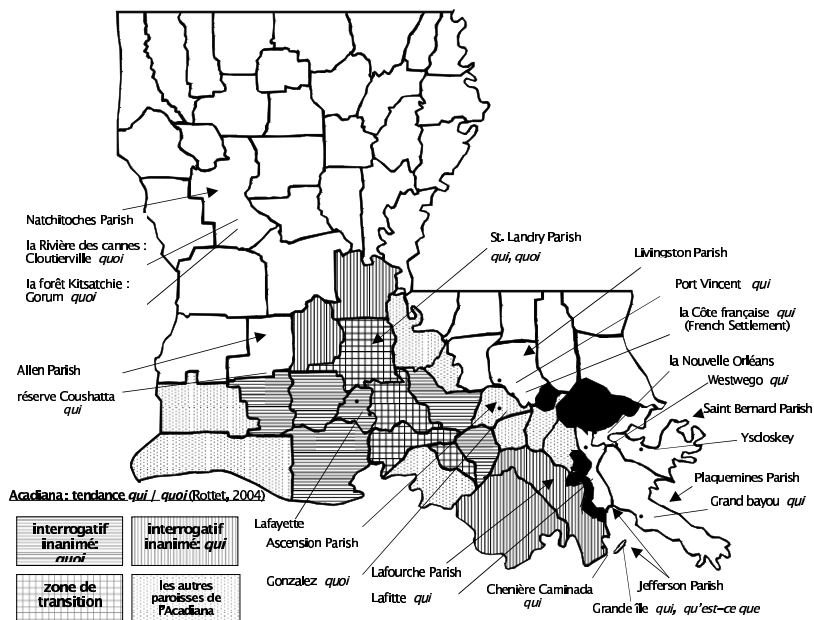 Natchitoches Parish
la Rivière des cannes :
Cloutierville quoi
la forêt Kitsatchie :
Gorum quoi
St. Landry Parish
qui, quoi
Livingston Parish
Port Vincent qui
la Côte française qui
(French Settlement)
la Nouvelle Orléans
Westwego qui
Saint Bernard Parish
Yscloskey
Plaquemines Parish
Grand bayou qui
Allen Parish
réserve Coushatta
qui
Acadiana : tendance qui / quoi (Rottet, 2004)
interrogatif
inanimé:
quoi
interrogatif
inanimé: qui
zone de
transition
les autres
paroisses de
l'Acadiana
Lafayette
Ascension Parish
Gonzalez quoi
Lafourche Parish
Lafitte qui
Chenière Caminada
qui
Jefferson Parish
Grande île qui, qu'est-ce que